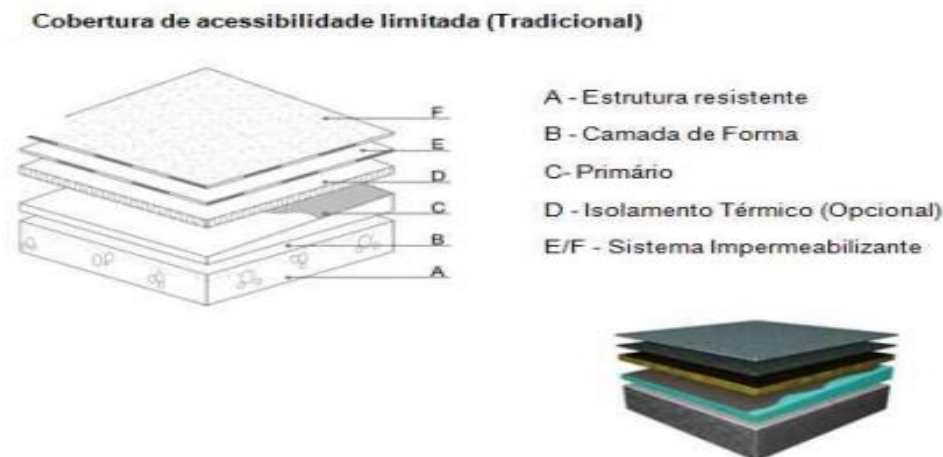 Cobertura de acessibilidade limitada (Tradicional)
F
E
D
C
B
A
A - Estrutura resistente
B - Camada de Forma
C- Primário
D - Isolamento Térmico (Opcional)
E/F - Sistema Impermeabilizante